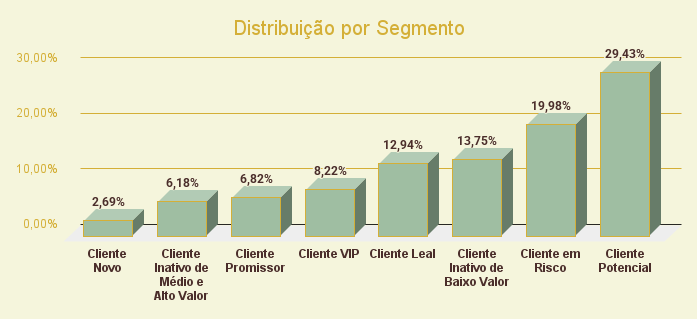 Distribuição por Segmento
30,00%
20,00%
10,00%
0,00%
2,69%
6,18%
6,82%
8,22%
12,94%
13,75%
19,98%
29,43%
Cliente
Novo
Cliente
Inativo de
Médio e
Alto Valor
Cliente
Promissor
Cliente VIP
Cliente Leal
Cliente
Inativo de
Baixo Valor
Cliente em
Risco
Cliente
Potencial